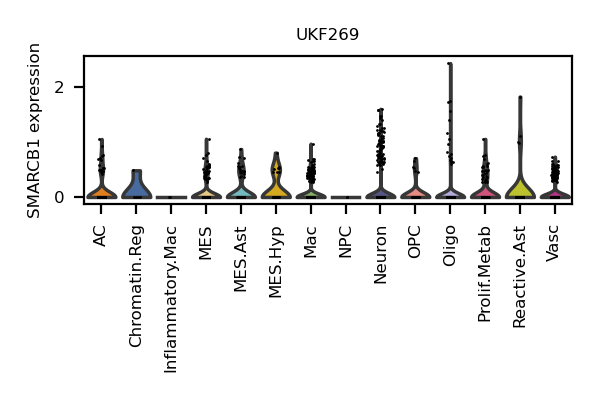 UKF269
SMARCB1 expression
2
0
AC
Chromatin.Reg
Inflammatory.Mac
MES
MES.Ast
MES.Hyp
Mac
NPC
Neuron
OPC
Oligo
Prolif.Metab
Reactive.Ast
Vasc